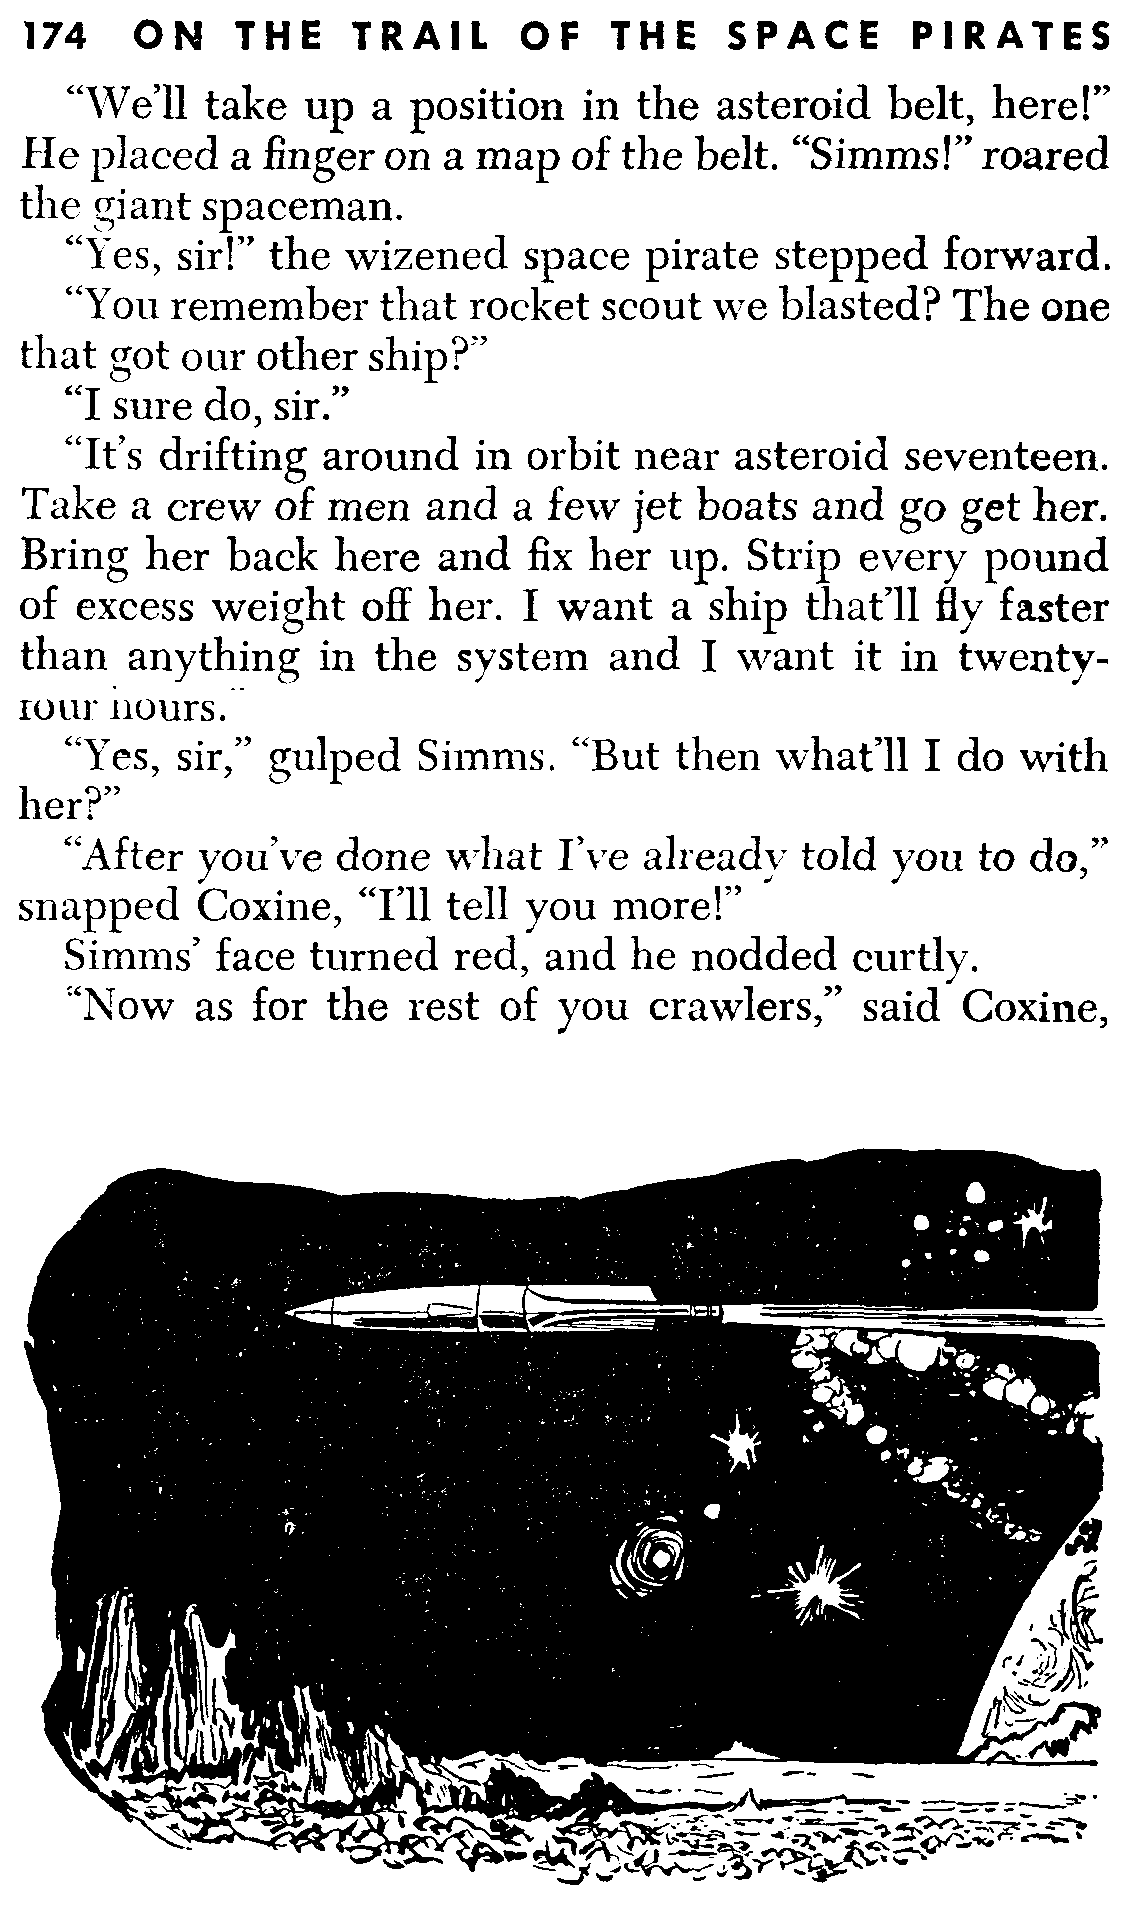 174 ON THE TRAIL OF THE SPACE PIRATES
“We’ll take up a position in the asteroid belt, here!”
He placed a finger on a map of the belt. “Simms!” roared
the giant spaceman.
“Yes, sir!” the wizened space pirate stepped forward.
“You remember that rocket scout we blasted? The one
that got our other ship?”
“I sure do, sir.”
“It’s drifting around in orbit near asteroid seventeen.
Take a crew of men and a few jet boats and go get her.
Bring her back here and fix her up. Strip every pound
of excess weight off her. I want a ship that’ll fly faster
than anything in the system and I want it in twenty-
four hours.”
“Yes, sir,” gulped Simms. “But then what’ll I do with
her?”
“After you’ve done what I’ve already told you to do,”
snapped Coxine, “I’ll tell you more!”
Simms’ face turned red, and he nodded curtly.
“Now as for the rest of you crawlers,” said Coxine,